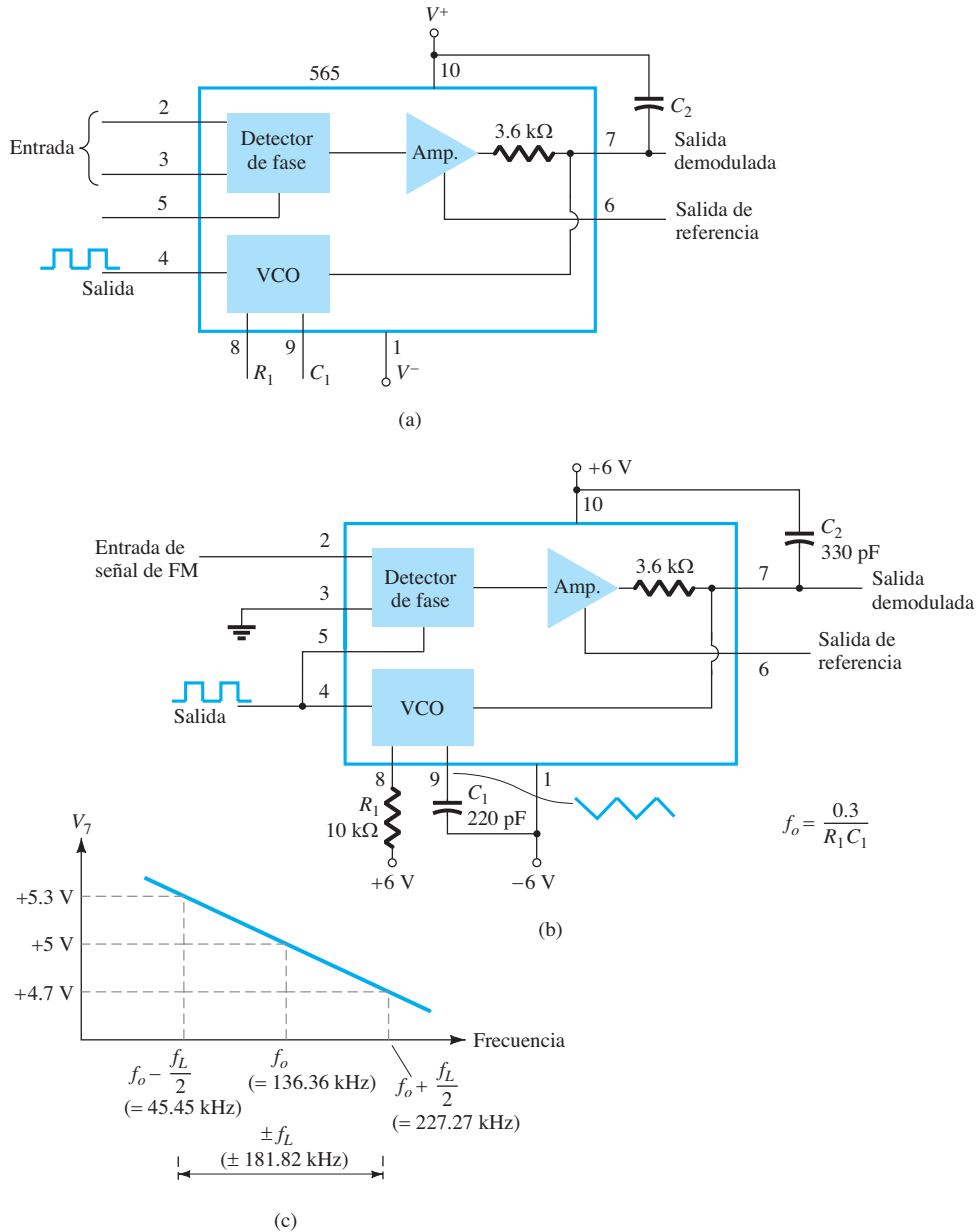 V⁺
10
565
C₂
2
Entrada
3
Detector
de fase
Amp.
3.6 kΩ
7
Salida
demodulada
5
6
Salida de
referencia
4
Salida
VCO
8
R₁
9
C₁
1
V⁻
(a)
+6 V
10
C₂
330 pF
Entrada de
señal de FM
2
3
Detector
de fase
Amp.
3.6 kΩ
7
Salida
demodulada
5
Salida de
referencia
6
4
Salida
VCO
8
9
1
R₁
10 kΩ
C₁
220 pF
+6 V
−6 V
fₒ = 0.3 / R₁C₁
(b)
V₇
+5.3 V
+5 V
+4.7 V
Frecuencia
fₒ − f_L / 2
(= 45.45 kHz)
fₒ
(= 136.36 kHz)
fₒ + f_L / 2
(= 227.27 kHz)
±f_L
(± 181.82 kHz)
(c)